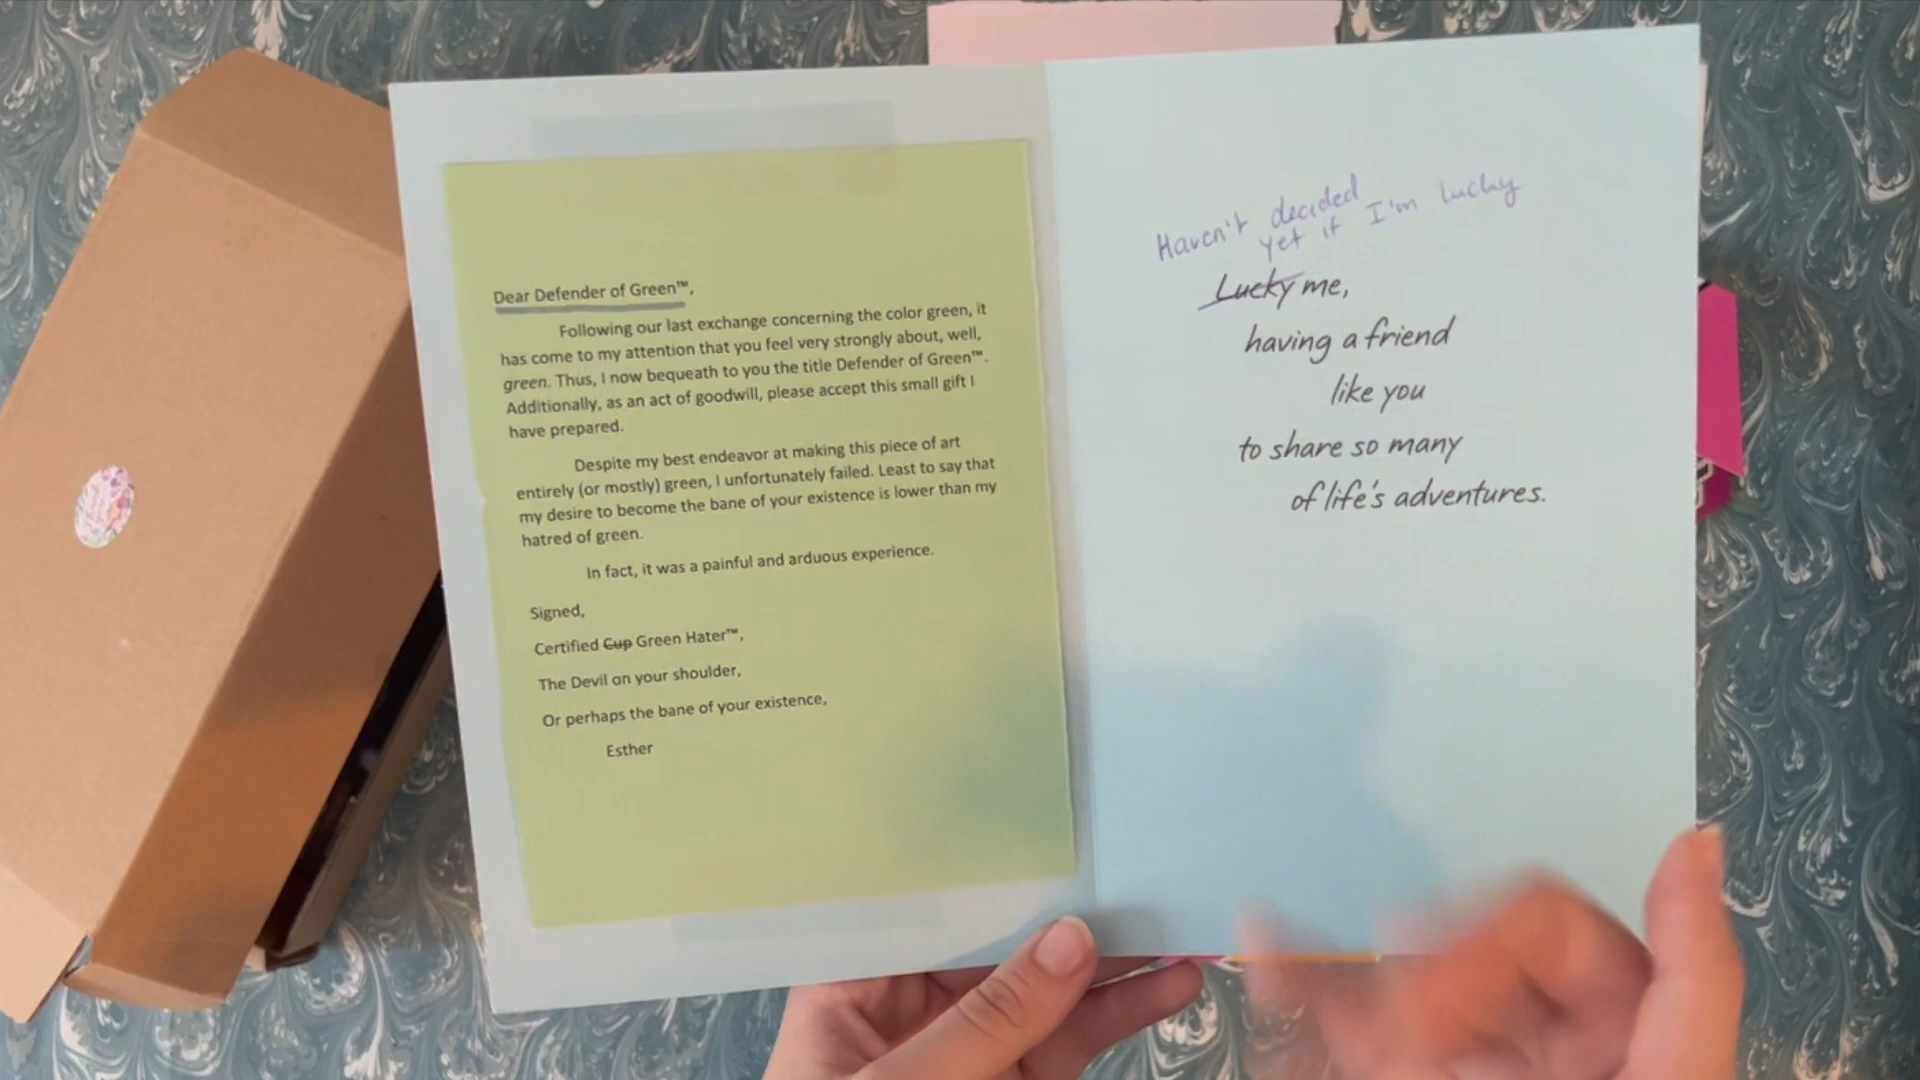 Dear Defender of Green™,
Following our last exchange concerning the color green, it
has come to my attention that you feel very strongly about, well,
green. Thus, I now bequeath to you the title Defender of Green™.
Additionally, as an act of goodwill, please accept this small gift I
have prepared.
Despite my best endeavor at making this piece of art
entirely (or mostly) green, I unfortunately failed. Least to say that
my desire to become the bane of your existence is lower than my
hatred of green.
In fact, it was a painful and arduous experience.
Signed,
Certified Cup Green Hater™,
The Devil on your shoulder,
Or perhaps the bane of your existence,
Esther
Haven't decided
yet if I'm lucky
Lucky me,
having a friend
like you
to share so many
of life's adventures.